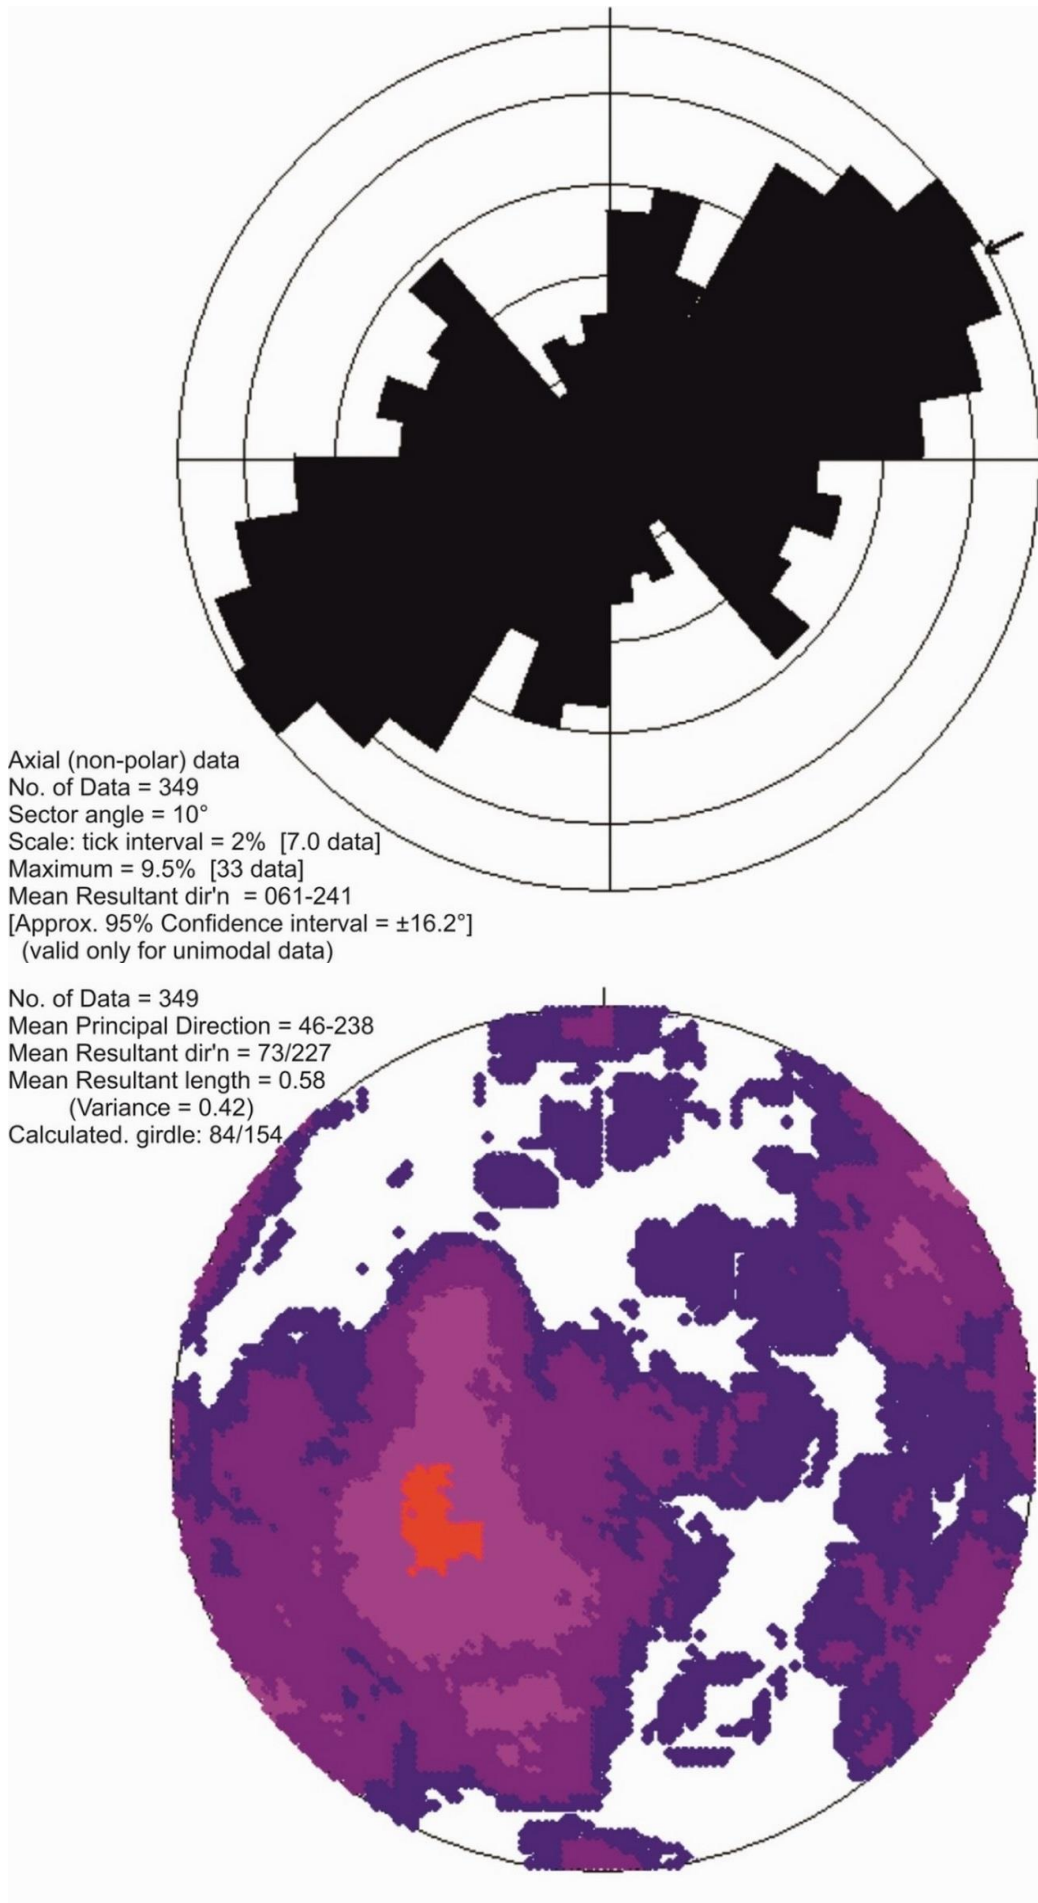 Axial (non-polar) data
No. of Data = 349
Sector angle = 10°
Scale: tick interval = 2%  [7.0 data]
Maximum = 9.5%  [33 data]
Mean Resultant dir'n  = 061-241
[Approx. 95% Confidence interval = ±16.2°]
(valid only for unimodal data)
No. of Data = 349
Mean Principal Direction = 46-238
Mean Resultant dir'n = 73/227
Mean Resultant length = 0.58
(Variance = 0.42)
Calculated. girdle: 84/154